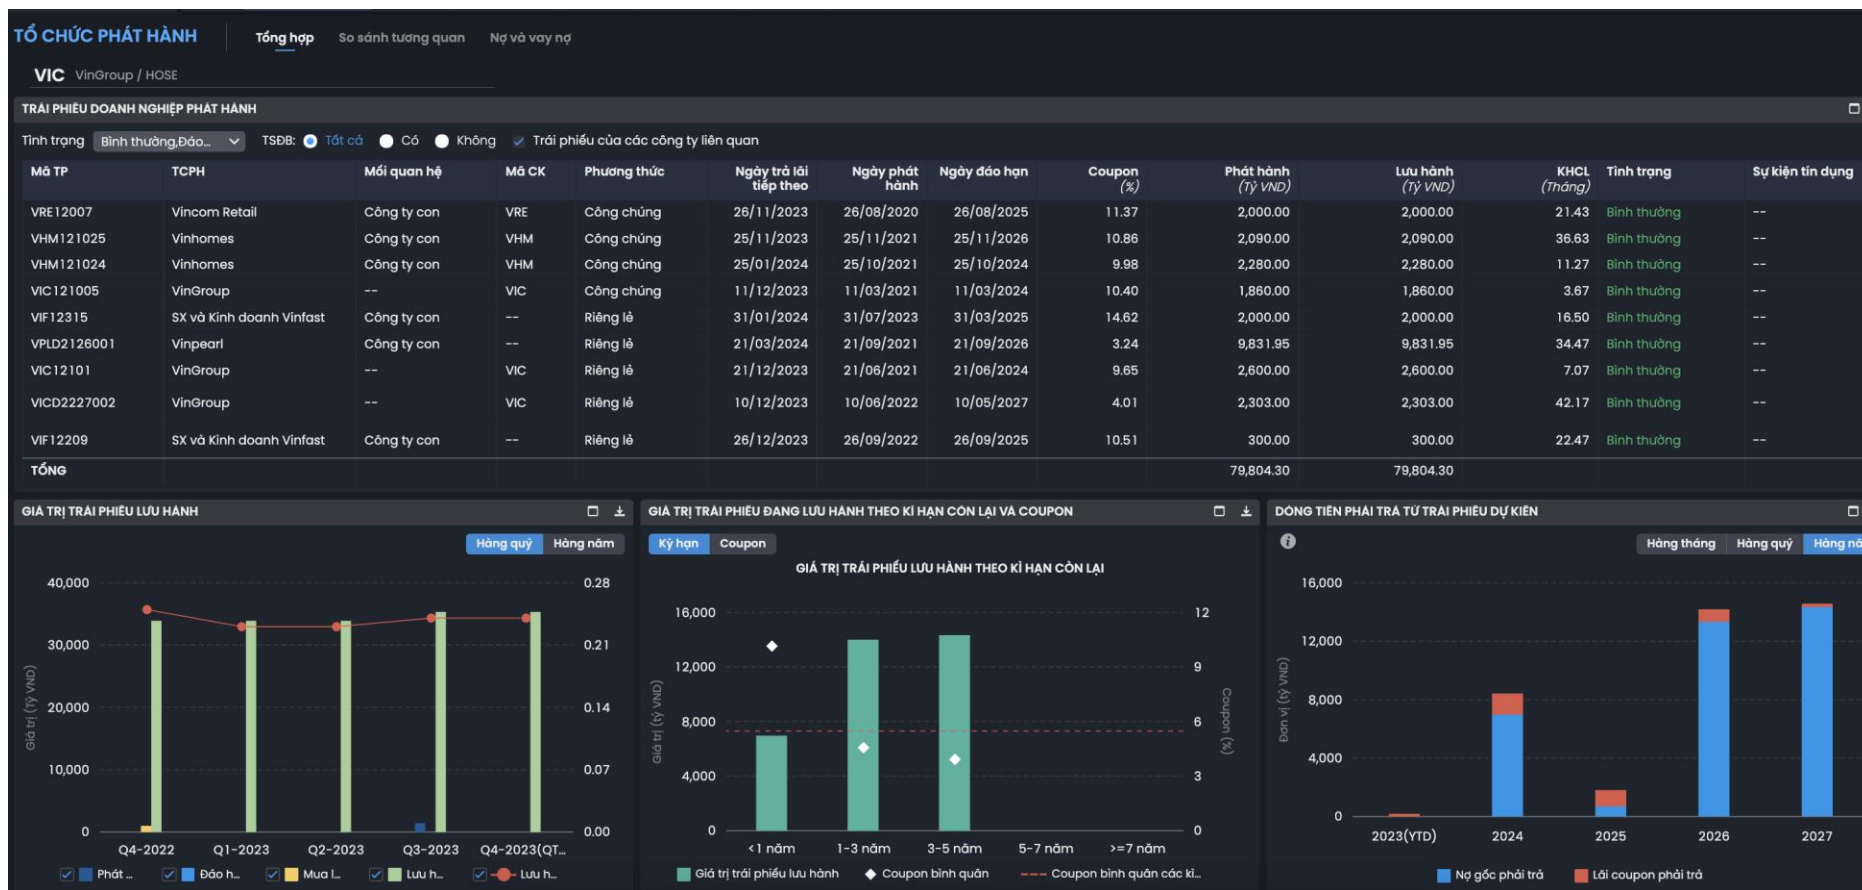 TỔ CHỨC PHÁT HÀNH Tổng hợp So sánh tương quan Nợ và vay nợ
VIC VinGroup / HOSE
TRÁI PHIẾU DOANH NGHIỆP PHÁT HÀNH
Tình trạng Bình thường,Đáo... TSĐB: Tất cả Có Không Trái phiếu của các công ty liên quan
Mã TP TCPH Mối quan hệ Mã CK Phương thức Ngày trả lãi tiếp theo Ngày phát hành Ngày đáo hạn Coupon (%) Phát hành (Tỷ VND) Lưu hành (Tỷ VND) KHCL (Tháng) Tình trạng Sự kiện tín dụng
VRE12007 Vincom Retail Công ty con VRE Công chúng 26/11/2023 26/08/2020 26/08/2025 11.37 2,000.00 2,000.00 21.43 Bình thường --
VHM121025 Vinhomes Công ty con VHM Công chúng 25/11/2023 25/11/2021 25/11/2026 10.86 2,090.00 2,090.00 36.63 Bình thường --
VHM121024 Vinhomes Công ty con VHM Công chúng 25/01/2024 25/10/2021 25/10/2024 9.98 2,280.00 2,280.00 11.27 Bình thường --
VIC121005 VinGroup -- VIC Công chúng 11/12/2023 11/03/2021 11/03/2024 10.40 1,860.00 1,860.00 3.67 Bình thường --
VIF12315 SX và Kinh doanh Vinfast Công ty con -- Riêng lẻ 31/01/2024 31/07/2023 31/03/2025 14.62 2,000.00 2,000.00 16.50 Bình thường --
VPLD2126001 Vinpearl Công ty con -- Riêng lẻ 21/03/2024 21/09/2021 21/09/2026 3.24 9,831.95 9,831.95 34.47 Bình thường --
VIC12101 VinGroup -- VIC Riêng lẻ 21/12/2023 21/06/2021 21/06/2024 9.65 2,600.00 2,600.00 7.07 Bình thường --
VICD2227002 VinGroup -- VIC Riêng lẻ 10/12/2023 10/06/2022 10/05/2027 4.01 2,303.00 2,303.00 42.17 Bình thường --
VIF12209 SX và Kinh doanh Vinfast Công ty con -- Riêng lẻ 26/12/2023 26/09/2022 26/09/2025 10.51 300.00 300.00 22.47 Bình thường --
TỔNG 79,804.30 79,804.30
GIÁ TRỊ TRÁI PHIẾU LƯU HÀNH
Hàng quý Hàng năm
40,000 0.28
30,000 0.21
20,000 0.14
10,000 0.07
0 0.00
Giá trị (Tỷ VND)
Q4-2022 Q1-2023 Q2-2023 Q3-2023 Q4-2023(QT...
Phát ... Đáo h... Mua l... Lưu h... Lưu h...
GIÁ TRỊ TRÁI PHIẾU ĐANG LƯU HÀNH THEO KÌ HẠN CÒN LẠI VÀ COUPON
Kỳ hạn Coupon
GIÁ TRỊ TRÁI PHIẾU LƯU HÀNH THEO KÌ HẠN CÒN LẠI
16,000 12
12,000 9
8,000 6
4,000 3
0 0
Giá trị (tỷ VND)
Coupon (%)
<1 năm 1-3 năm 3-5 năm 5-7 năm >=7 năm
Giá trị trái phiếu lưu hành Coupon bình quân Coupon bình quân các kì...
DÒNG TIỀN PHẢI TRẢ TỪ TRÁI PHIẾU DỰ KIẾN
Hàng tháng Hàng quý Hàng nă
16,000
12,000
8,000
4,000
0
Đơn vị (tỷ VND)
2023(YTD) 2024 2025 2026 2027
Nợ gốc phải trả Lãi coupon phải trả